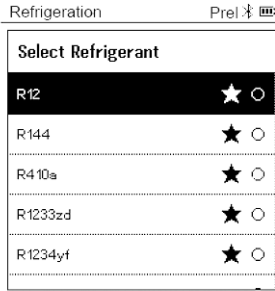 Refrigeration Prel
Select Refrigerant
R12
R144
R410a
R1233zd
R1234yf